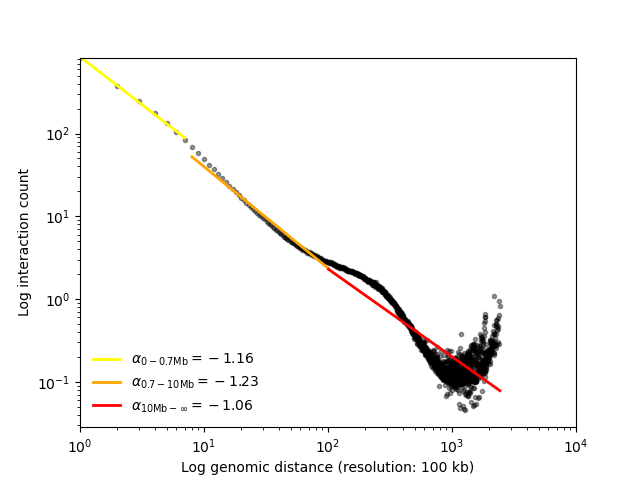 10²
10¹
10⁰
10⁻¹
Log interaction count
α₀₋₀.₇Mb = −1.16
α₀.₇₋₁₀Mb = −1.23
α₁₀Mb₋∞ = −1.06
10⁰ 10¹ 10² 10³ 10⁴
Log genomic distance (resolution: 100 kb)